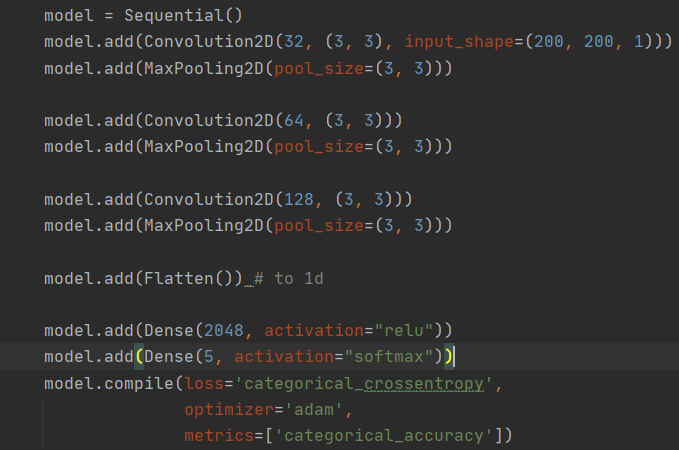 model = Sequential()
model.add(Convolution2D(32, (3, 3), input_shape=(200, 200, 1)))
model.add(MaxPooling2D(pool_size=(3, 3)))
model.add(Convolution2D(64, (3, 3)))
model.add(MaxPooling2D(pool_size=(3, 3)))
model.add(Convolution2D(128, (3, 3)))
model.add(MaxPooling2D(pool_size=(3, 3)))
model.add(Flatten()) # to 1d
model.add(Dense(2048, activation="relu"))
model.add(Dense(5, activation="softmax"))
model.compile(loss='categorical_crossentropy',
optimizer='adam',
metrics=['categorical_accuracy'])